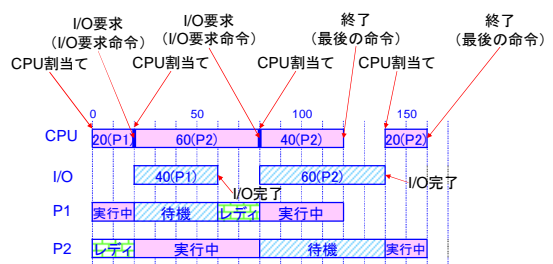 I/O要求
(I/O要求命令)
I/O要求
(I/O要求命令)
終了
(最後の命令)
終了
(最後の命令)
CPU割当て
CPU割当て
CPU割当て
CPU割当て
0
50
100
150
CPU
20(P1)
60(P2)
40(P2)
20(P2)
I/O
40(P1)
60(P2)
I/O完了
I/O完了
P1
実行中
待機
レディ
実行中
P2
レディ
実行中
待機
実行中